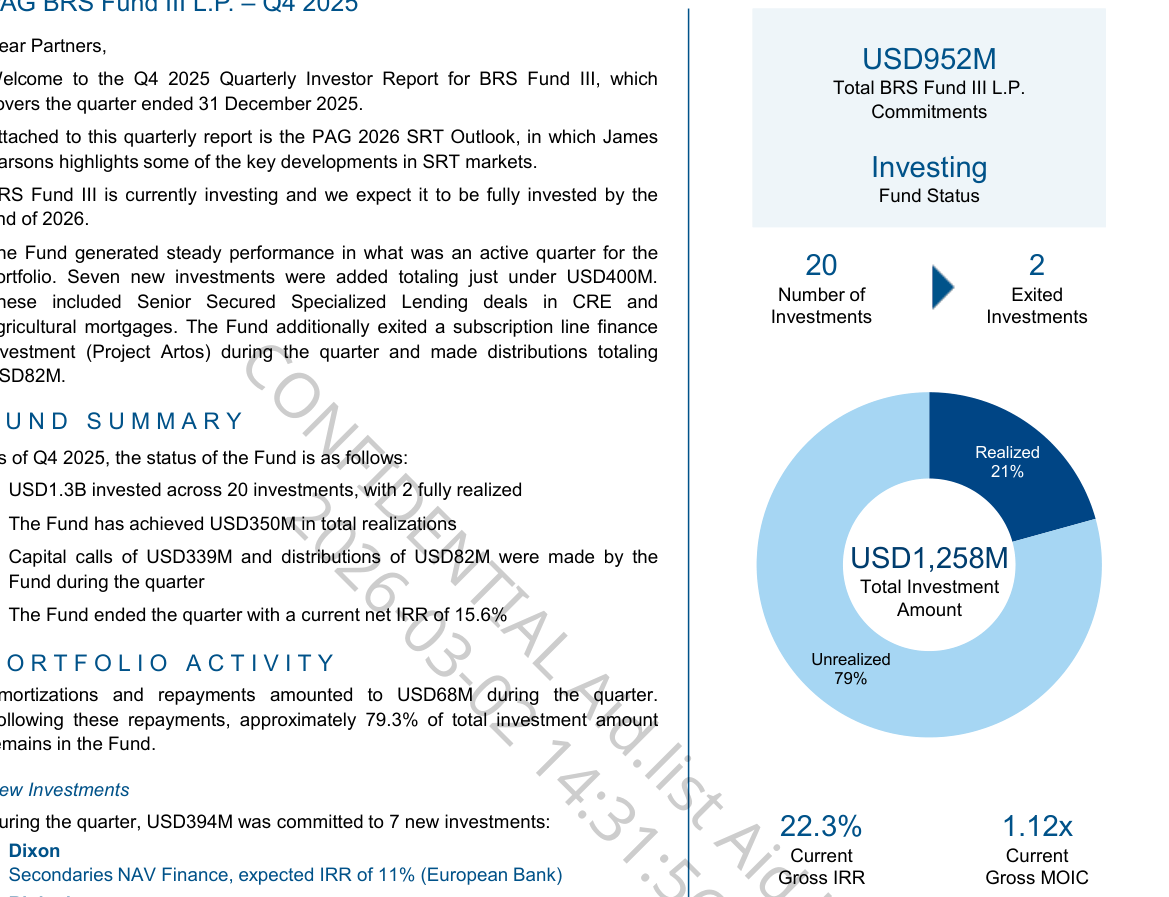 AG BRS Fund III L.P. – Q4 2025
ear Partners,
elcome to the Q4 2025 Quarterly Investor Report for BRS Fund III, which
overs the quarter ended 31 December 2025.
ttached to this quarterly report is the PAG 2026 SRT Outlook, in which James
arsons highlights some of the key developments in SRT markets.
RS Fund III is currently investing and we expect it to be fully invested by the
nd of 2026.
he Fund generated steady performance in what was an active quarter for the
ortfolio. Seven new investments were added totaling just under USD400M.
hese included Senior Secured Specialized Lending deals in CRE and
gricultural mortgages. The Fund additionally exited a subscription line finance
vestment (Project Artos) during the quarter and made distributions totaling
SD82M.
UND SUMMARY
s of Q4 2025, the status of the Fund is as follows:
USD1.3B invested across 20 investments, with 2 fully realized
The Fund has achieved USD350M in total realizations
Capital calls of USD339M and distributions of USD82M were made by the
Fund during the quarter
The Fund ended the quarter with a current net IRR of 15.6%
ORTFOLIO ACTIVITY
mortizations and repayments amounted to USD68M during the quarter.
ollowing these repayments, approximately 79.3% of total investment amount
emains in the Fund.
ew Investments
uring the quarter, USD394M was committed to 7 new investments:
Dixon
Secondaries NAV Finance, expected IRR of 11% (European Bank)
USD952M
Total BRS Fund III L.P.
Commitments
Investing
Fund Status
20
Number of
Investments
2
Exited
Investments
Realized
21%
USD1,258M
Total Investment
Amount
Unrealized
79%
22.3%
Current
Gross IRR
1.12x
Current
Gross MOIC
CONFIDENTIAL Aid.list Aid.l
2026-03-02 14:31:5